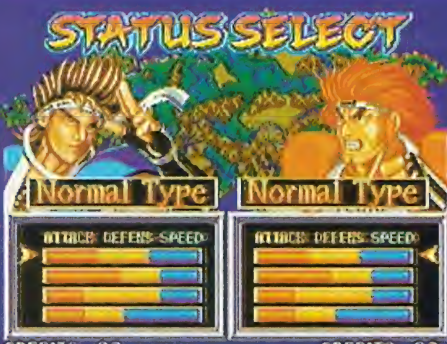 STATUS SELECT
Normal Type Normal Type
ATTACK DEFENS SPEED ATTACK DEFENS SPEED